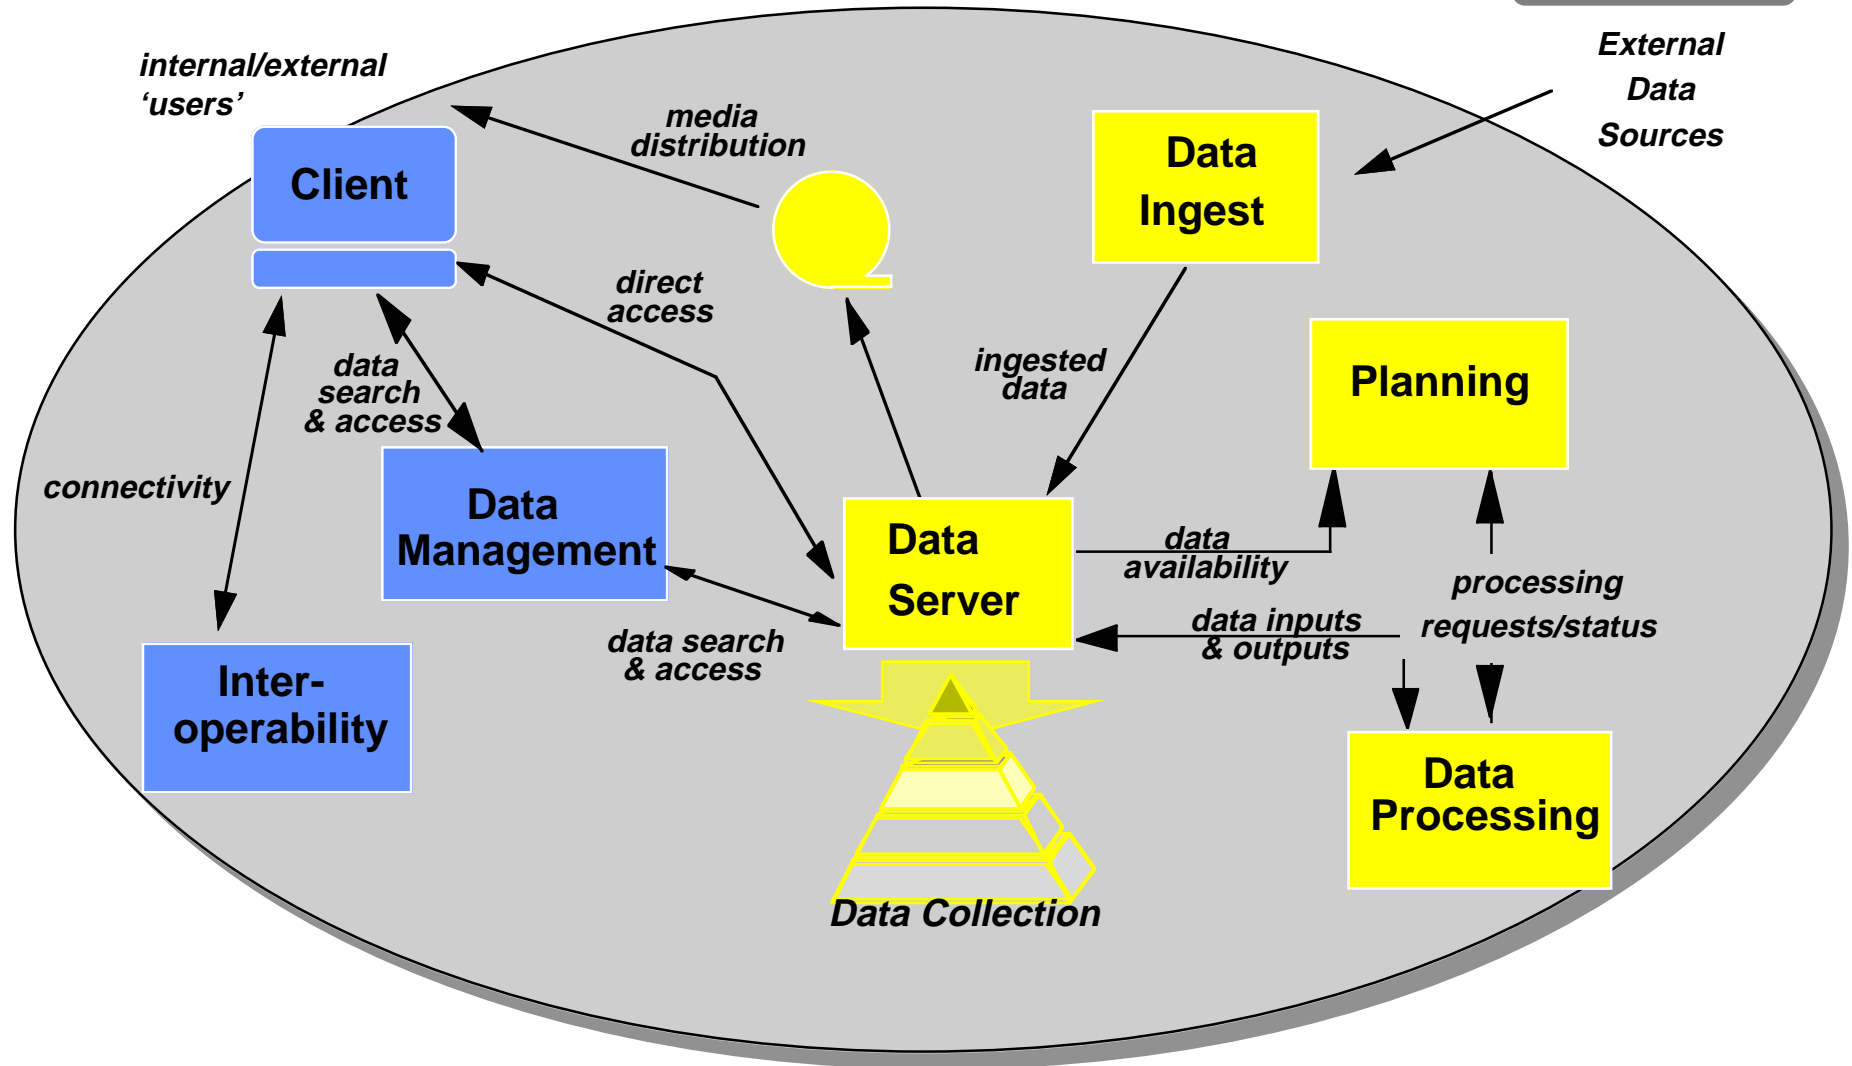 internal/external
‘users’
Client
media
distribution
External
Data
Sources
Data
Ingest
direct
access
data
search
& access
ingested
data
Planning
connectivity
Data
Management
Data
Server
data
availability
processing
requests/status
data inputs
& outputs
data search
& access
Inter-
operability
Data
Processing
Data Collection